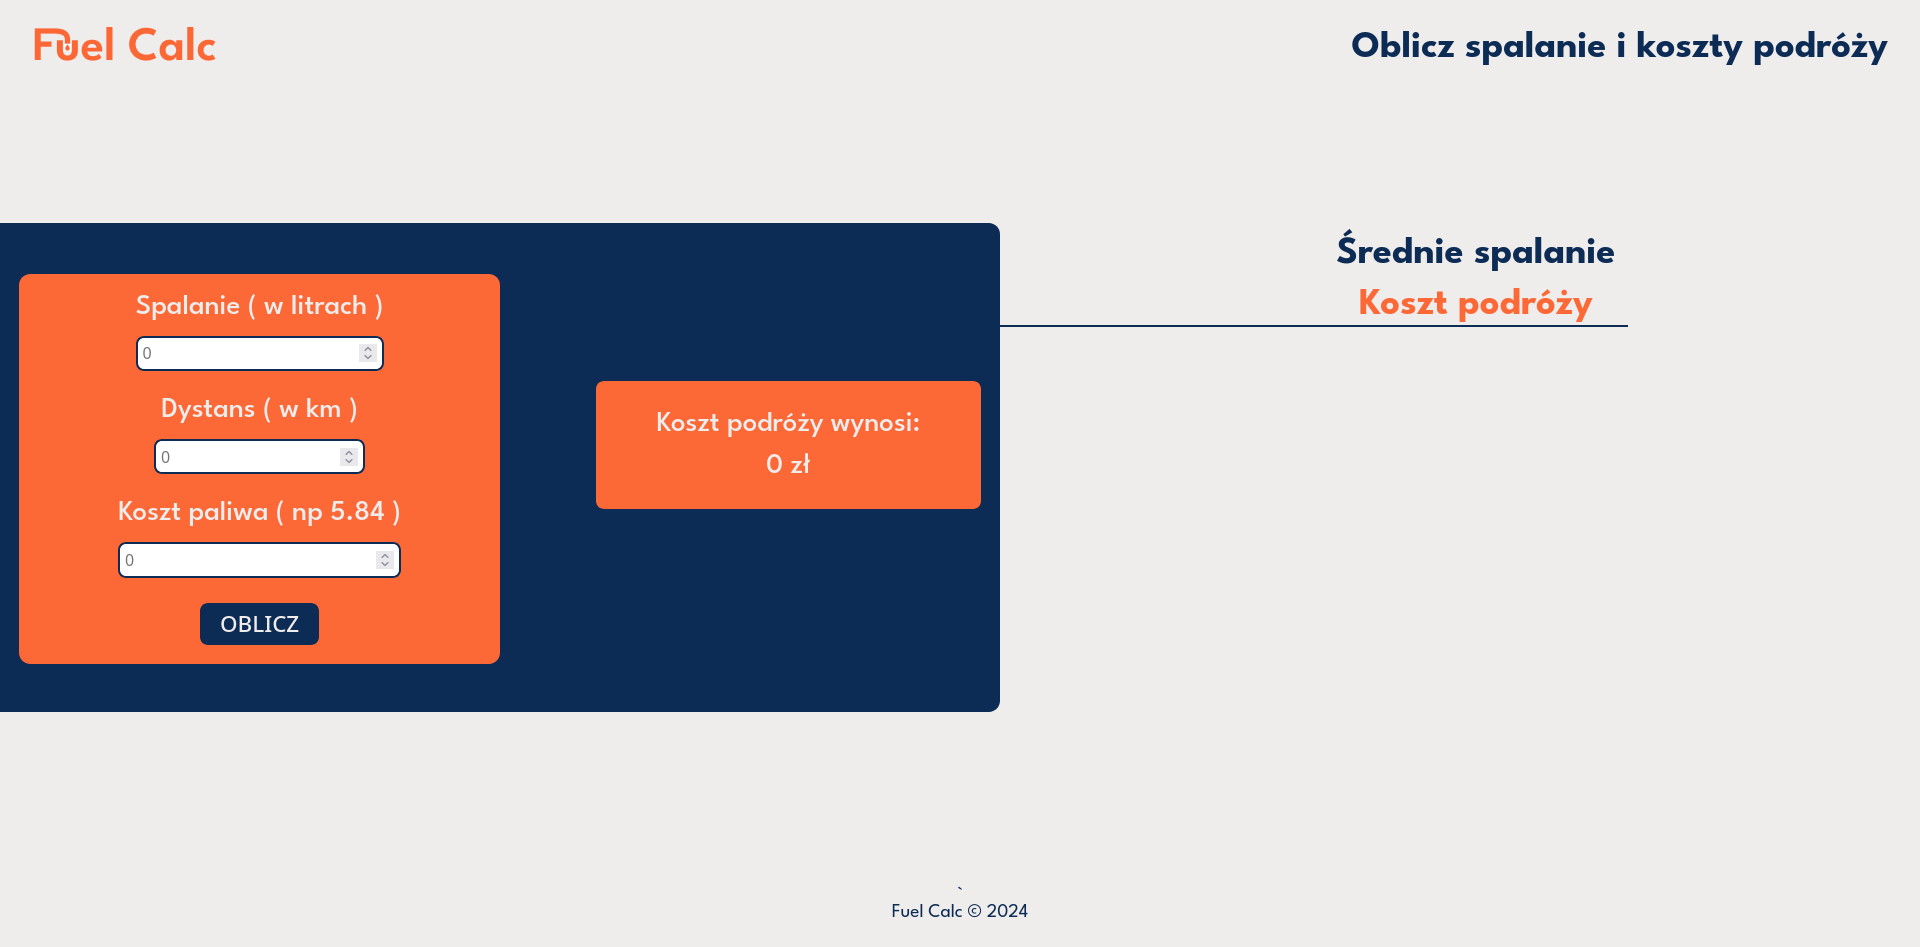 Fuel Calc
Oblicz spalanie i koszty podróży
Spalanie ( w litrach )
0
Dystans ( w km )
0
Koszt paliwa ( np 5.84 )
0
OBLICZ
Koszt podróży wynosi:
0 zł
Średnie spalanie
Koszt podróży
`
Fuel Calc © 2024